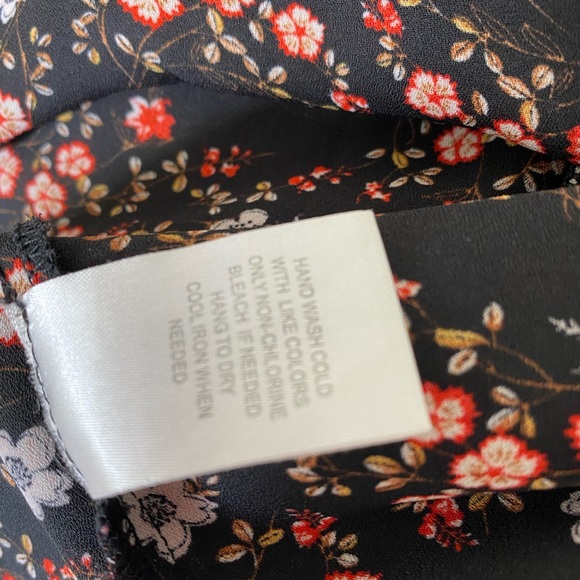 HAND WASH COLD
WITH LIKE COLORS
ONLY NON-CHLORINE
BLEACH IF NEEDED
HANG TO DRY
COOL IRON WHEN
NEEDED